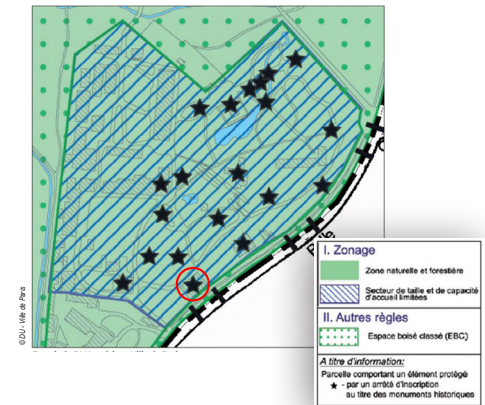 © DU - Ville de Paris
I. Zonage
Zone naturelle et forestière
Secteur de taille et de capacité
d'accueil limitées
II. Autres règles
Espace boisé classé (EBC)
A titre d'information:
Parcelle comportant un élément protégé
★ - par un arrêté d'inscription
au titre des monuments historiques